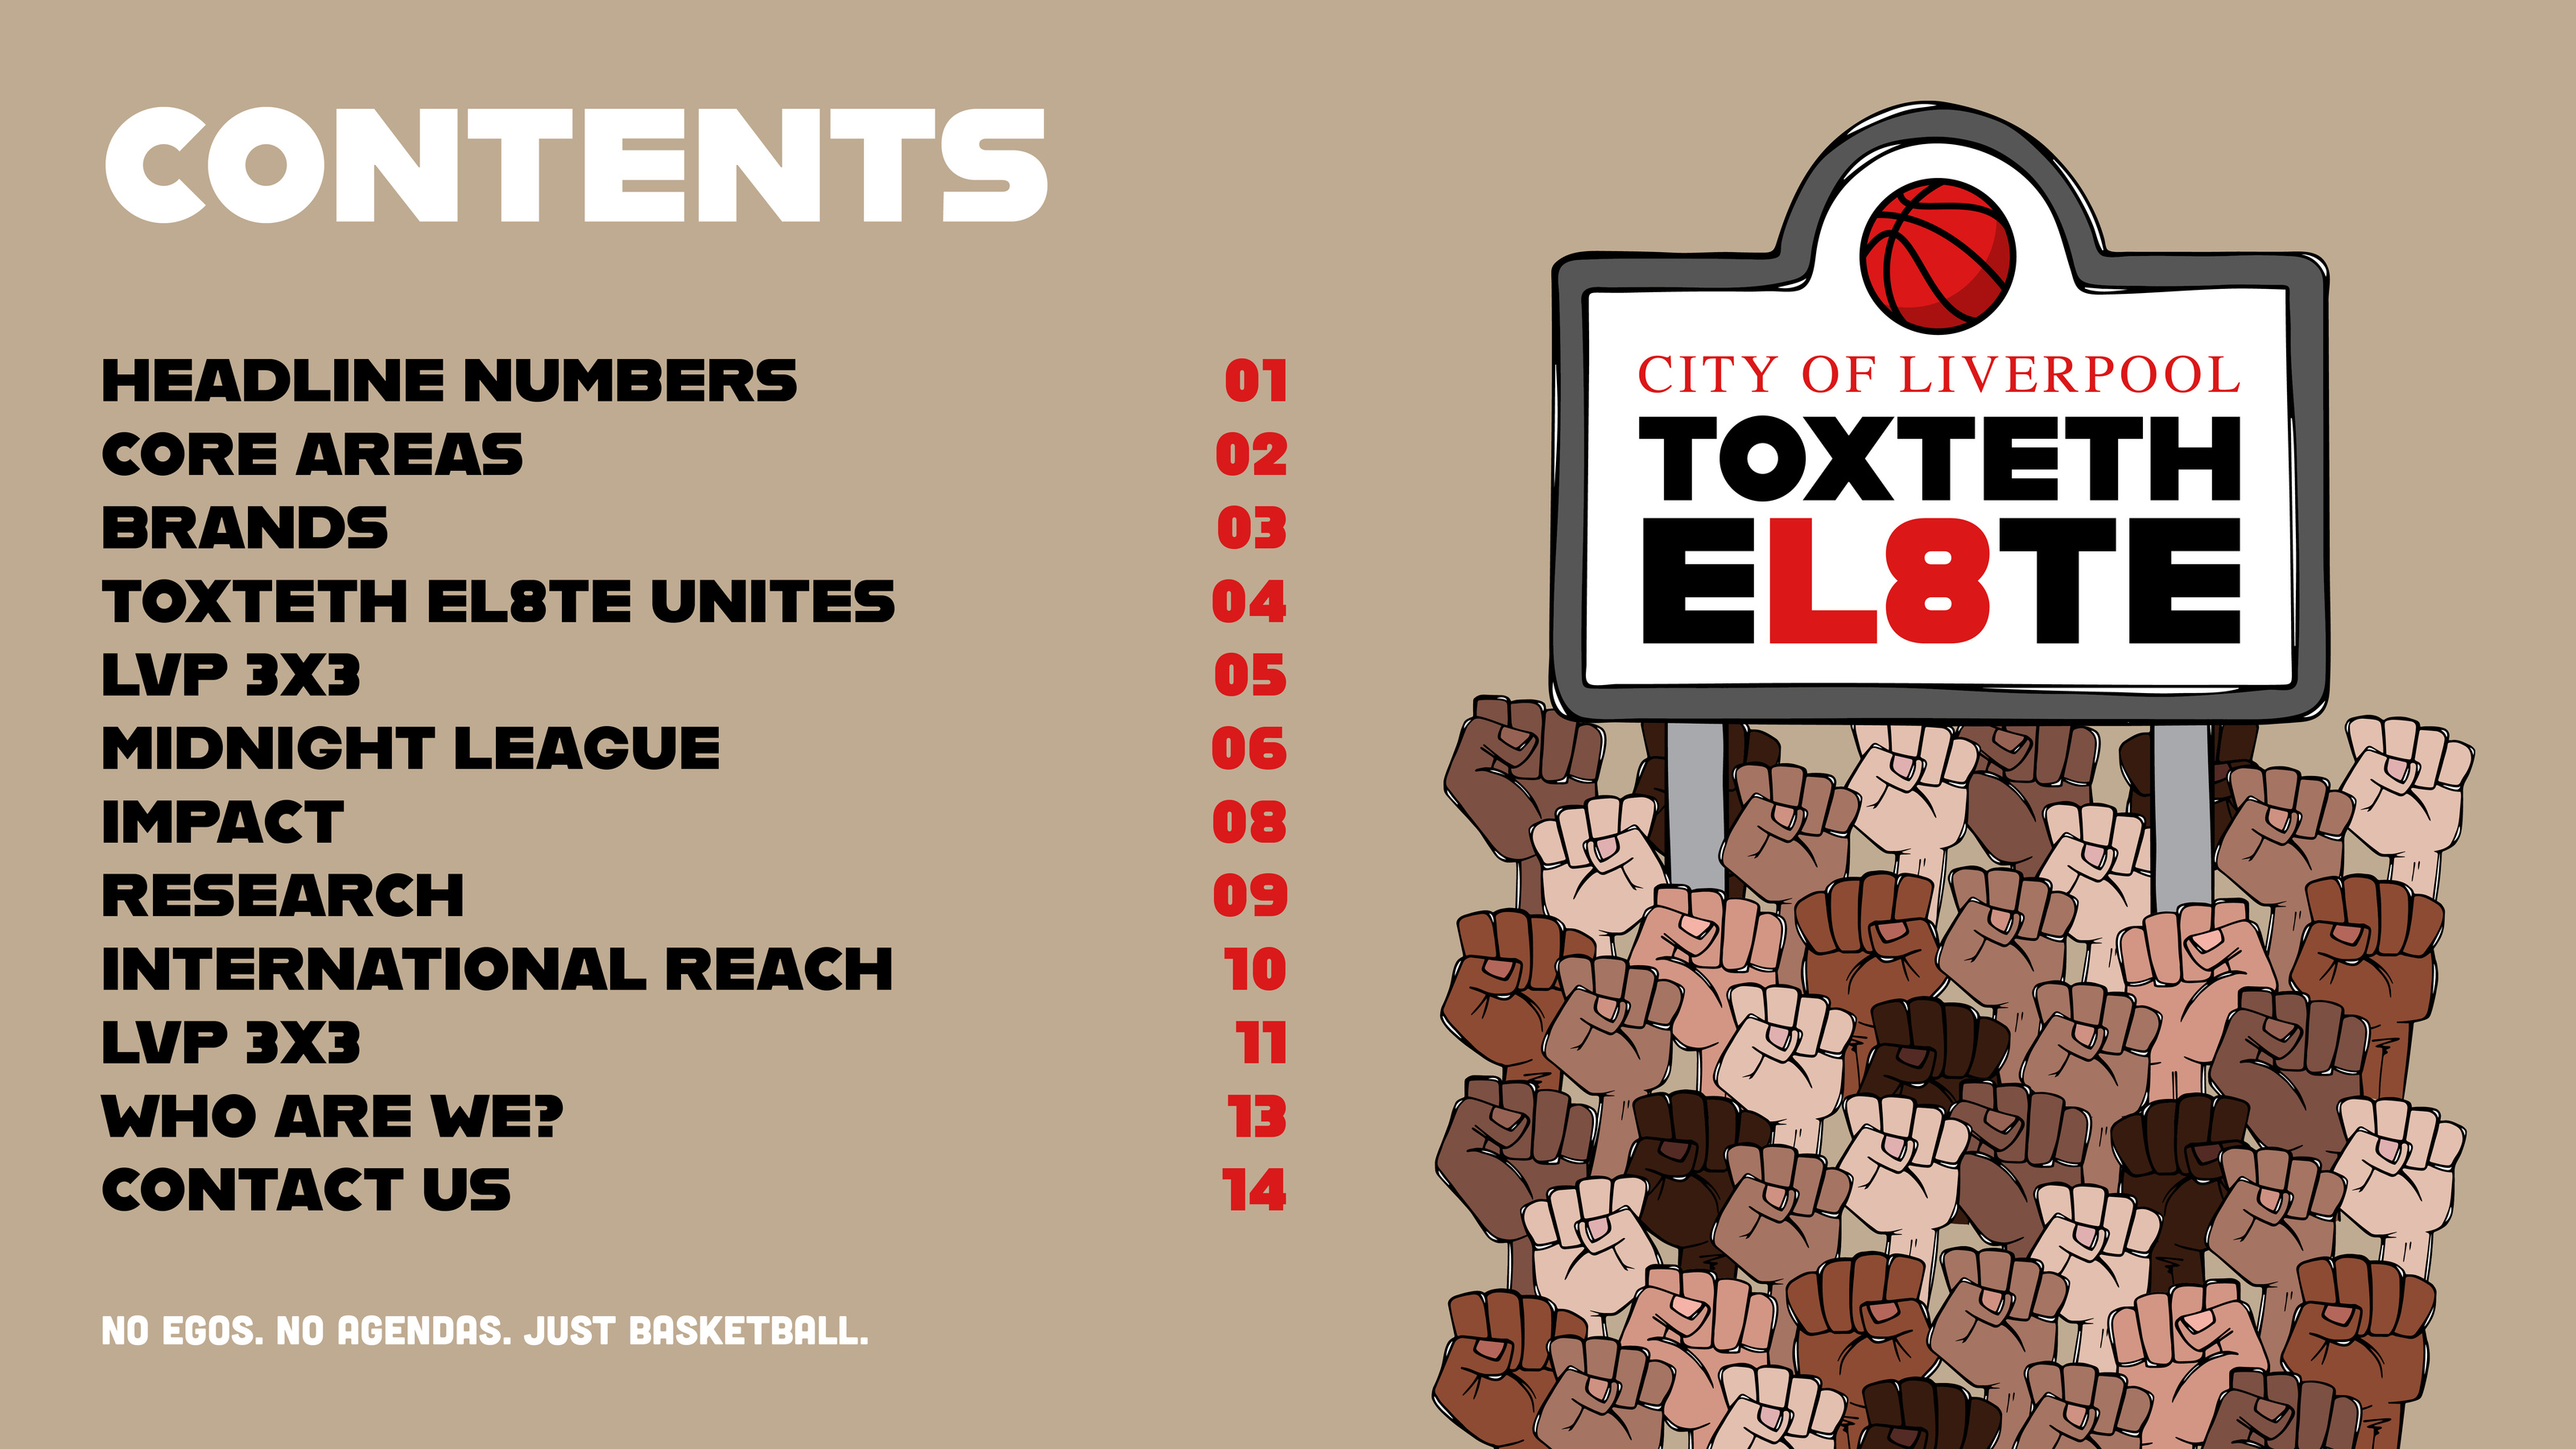 CONTENTS
HEADLINE NUMBERS 01
CORE AREAS 02
BRANDS 03
TOXTETH EL8TE UNITES 04
LVP 3X3 05
MIDNIGHT LEAGUE 06
IMPACT 08
RESEARCH 09
INTERNATIONAL REACH 10
LVP 3X3 11
WHO ARE WE? 13
CONTACT US 14
NO EGOS. NO AGENDAS. JUST BASKETBALL.
CITY OF LIVERPOOL
TOXTETH
EL8TE